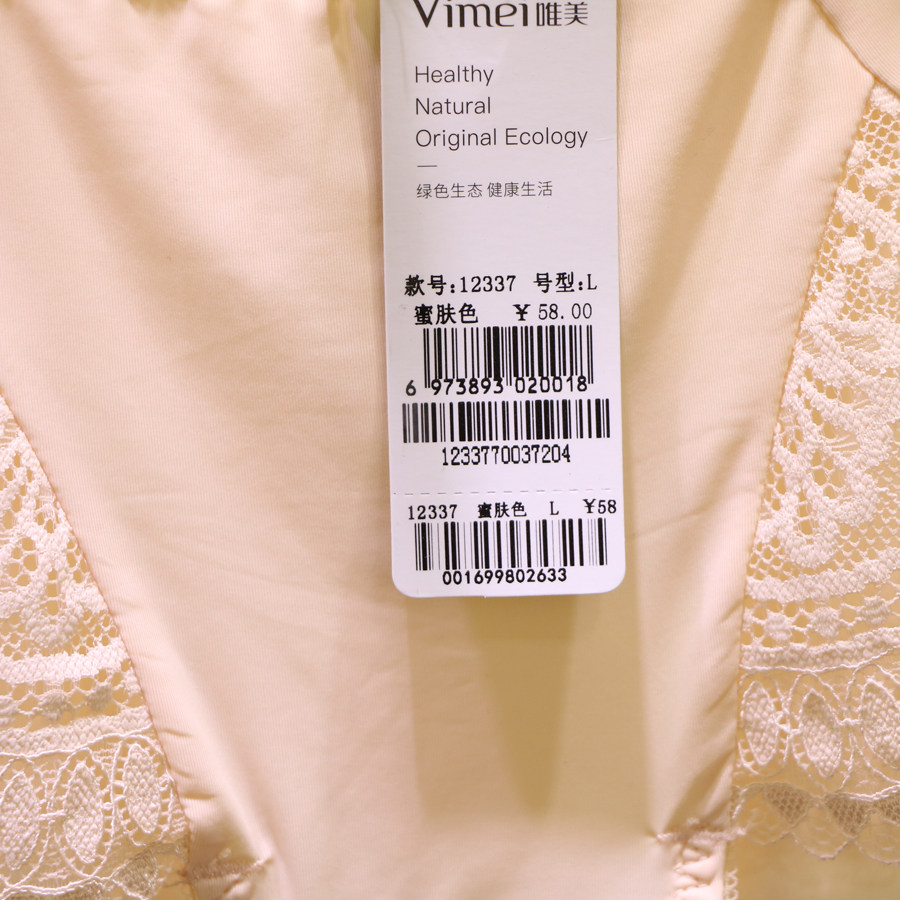 Vimei唯美
Healthy
Natural
Original Ecology
绿色生态 健康生活
款号:12337 号型:L
蜜肤色 ¥ 58.00
6 973893 020018
1233770037204
12337 蜜肤色 L ¥58
001699802633